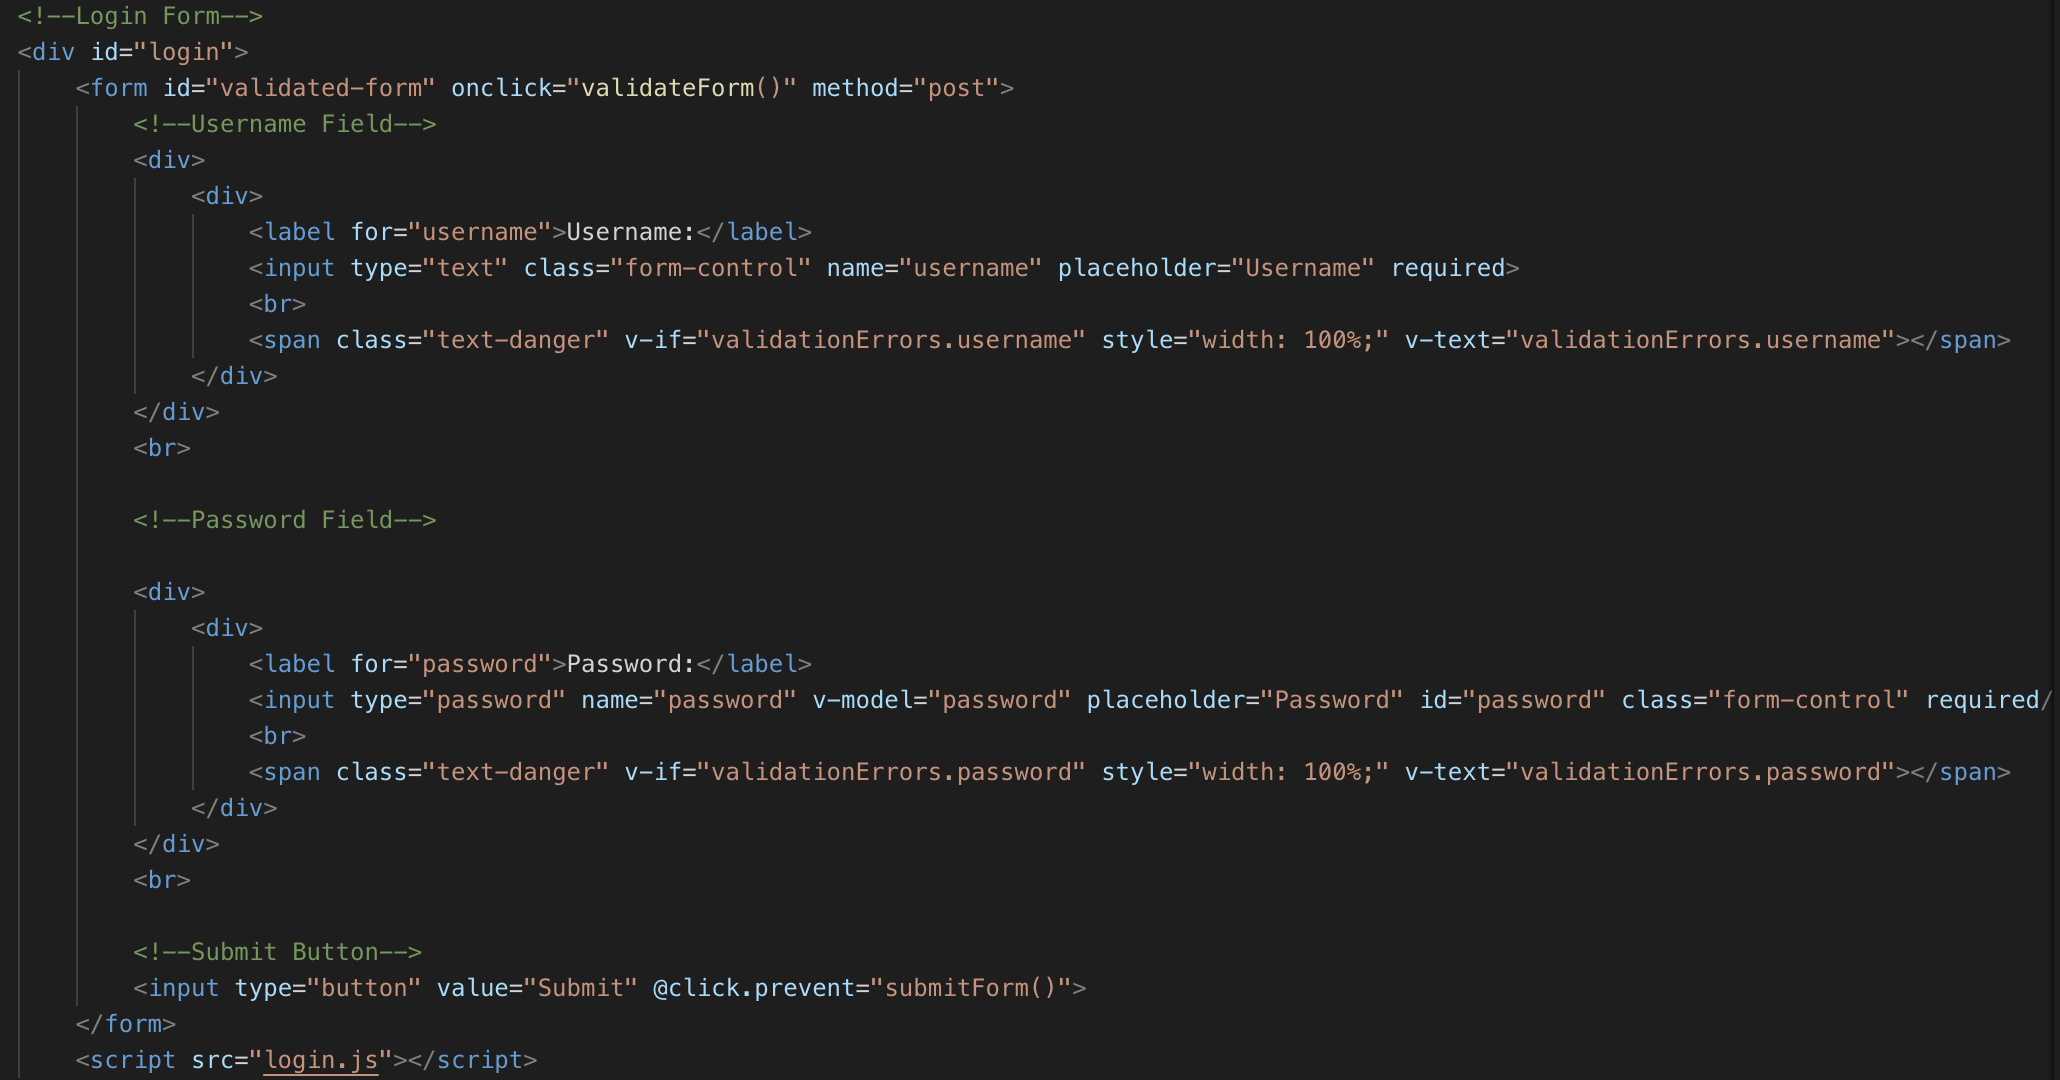 <!--Login Form-->
<div id="login">
<form id="validated-form" onclick="validateForm()" method="post">
<!--Username Field-->
<div>
<div>
<label for="username">Username:</label>
<input type="text" class="form-control" name="username" placeholder="Username" required>
<br>
<span class="text-danger" v-if="validationErrors.username" style="width: 100%;" v-text="validationErrors.username"></span>
</div>
</div>
<br>
<!--Password Field-->
<div>
<div>
<label for="password">Password:</label>
<input type="password" name="password" v-model="password" placeholder="Password" id="password" class="form-control" required/
<br>
<span class="text-danger" v-if="validationErrors.password" style="width: 100%;" v-text="validationErrors.password"></span>
</div>
</div>
<br>
<!--Submit Button-->
<input type="button" value="Submit" @click.prevent="submitForm()">
</form>
<script src="login.js"></script>